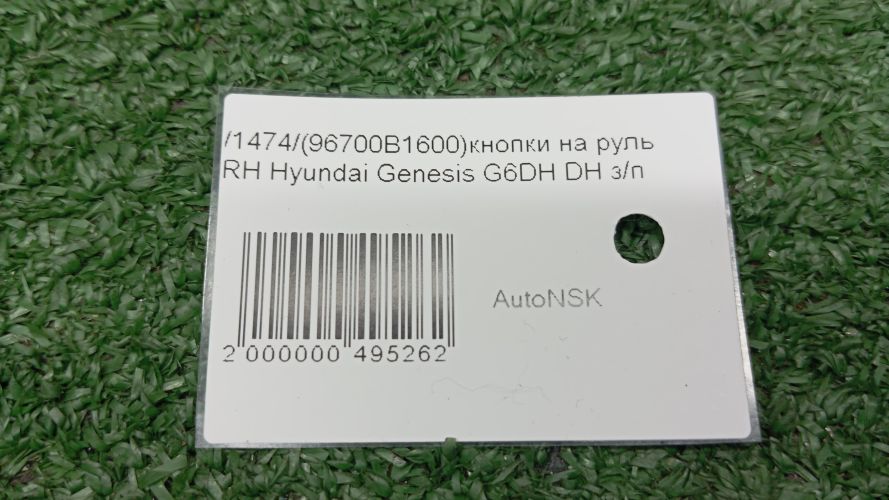 /1474/(96700B1600)кнопки на руль
RH Hyundai Genesis G6DH DH з/п
AutoNSK
2 000000 495262